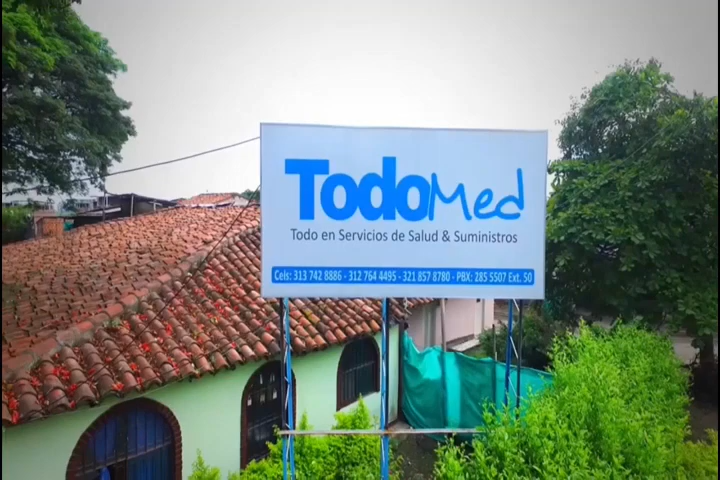 TodoMed
Todo en Servicios de Salud & Suministros
Cels: 313 742 8886 - 312 764 4495 - 321 857 8780 - PBX: 285 5507 Ext. 50